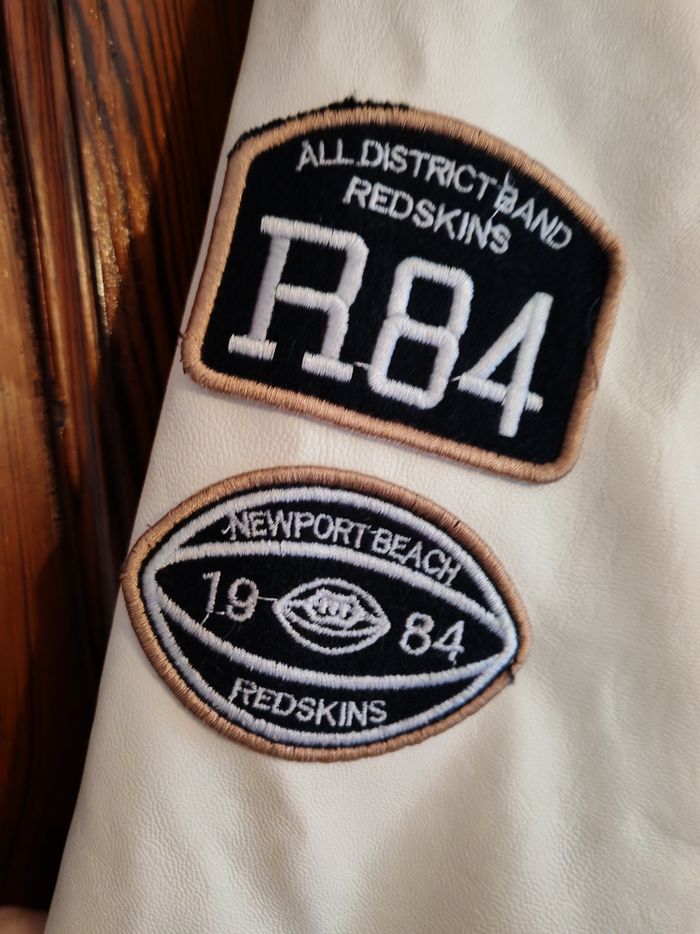 ALL DISTRICT BAND
REDSKINS
R84
NEWPORT BEACH
19 84
REDSKINS